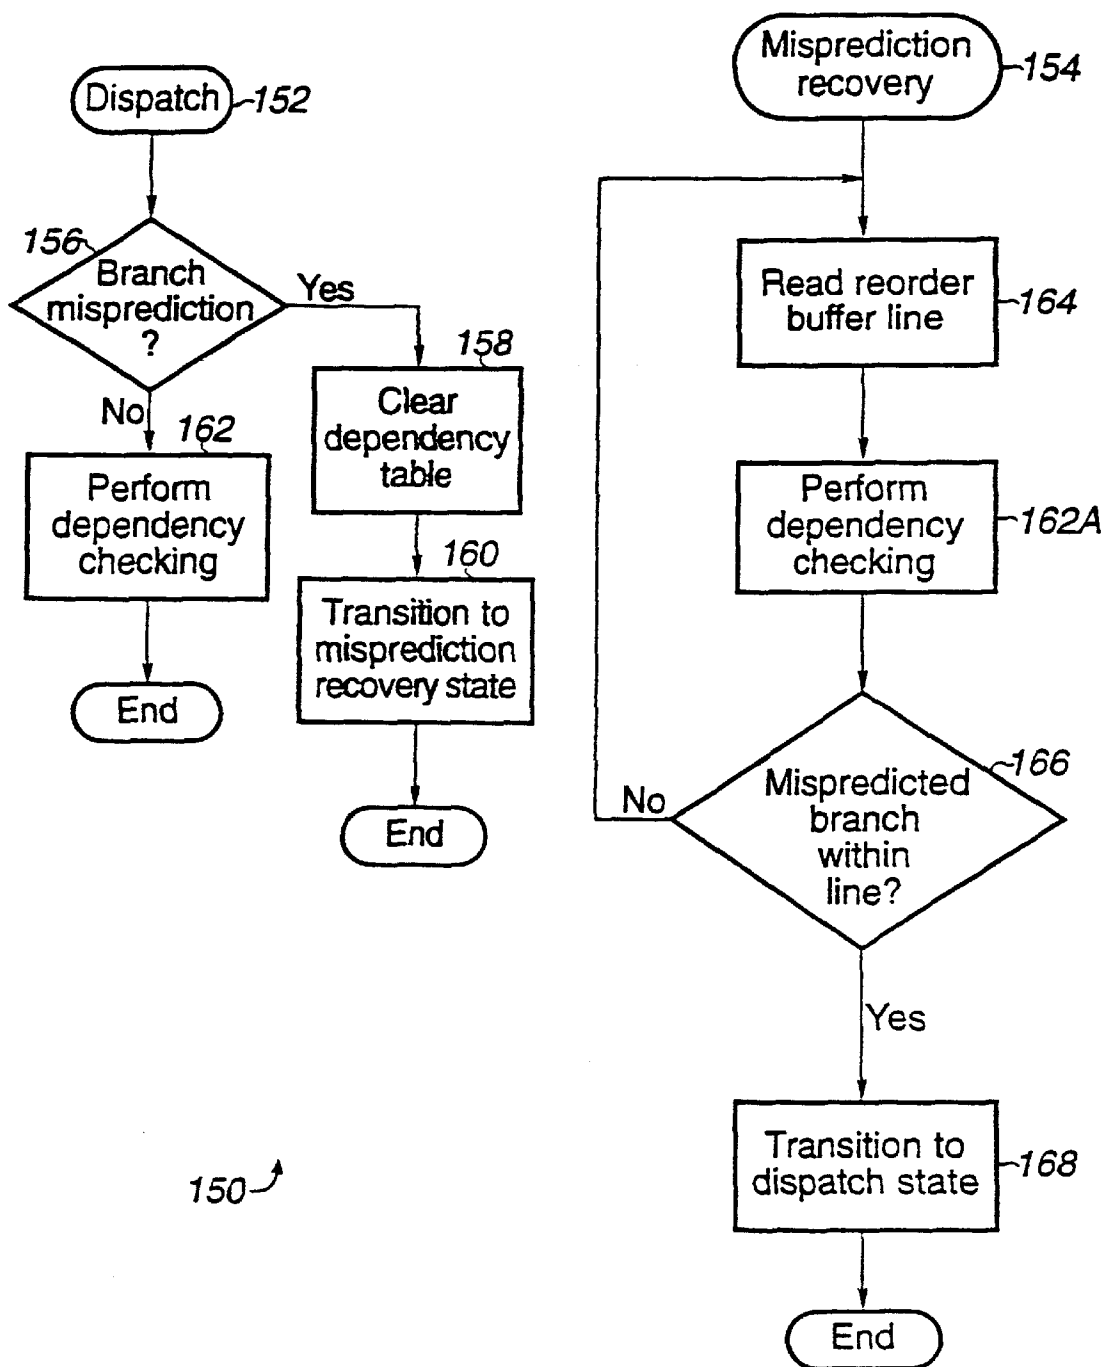 Dispatch
152
156
Branch
misprediction
?
Yes
158
Clear
dependency
table
No
162
Perform
dependency
checking
160
Transition to
misprediction
recovery state
End
End
150
Misprediction
recovery
154
Read reorder
buffer line
164
Perform
dependency
checking
162A
166
Mispredicted
branch
within
line?
No
Yes
Transition to
dispatch state
168
End